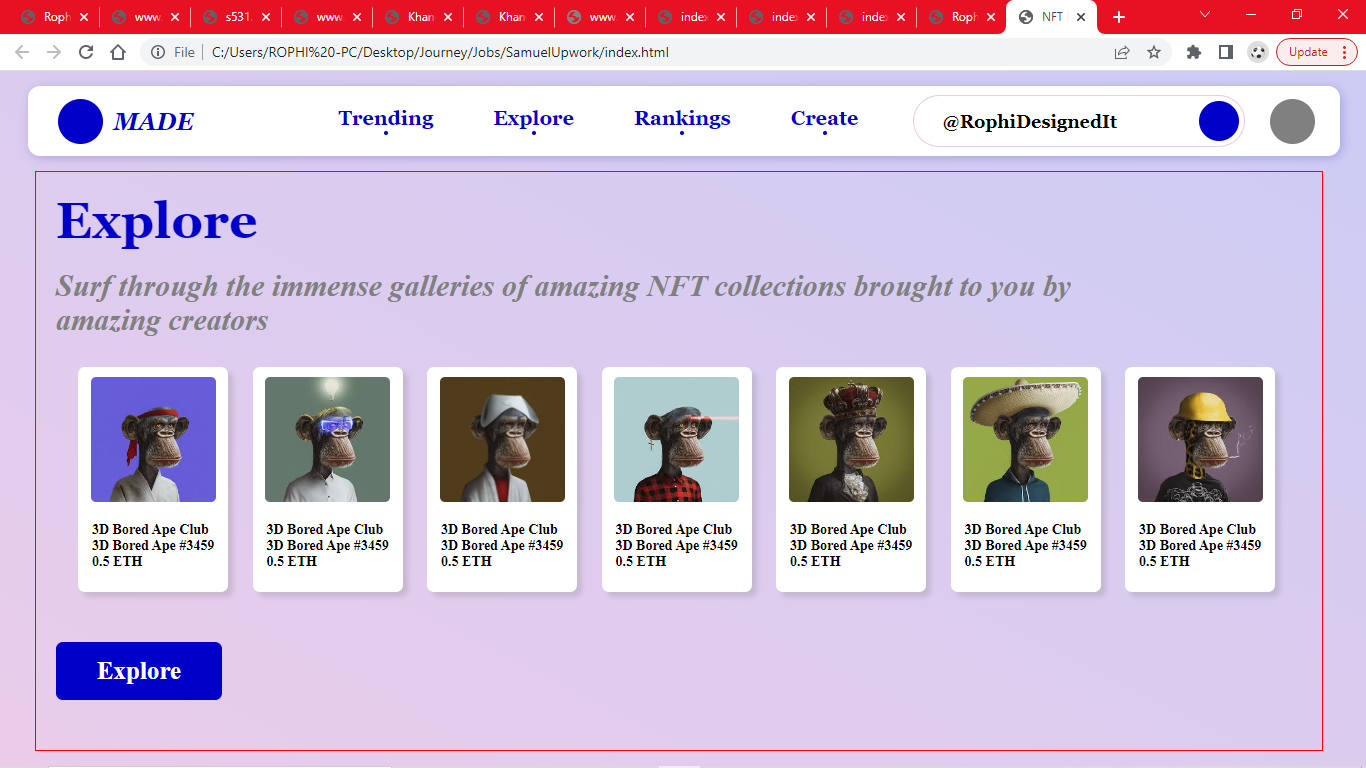 Roph
www.
s531.
www.
Khan
Khan
www.
index
index
index
Roph
NFT
File
C:/Users/ROPHI%20-PC/Desktop/Journey/Jobs/SamuelUpwork/index.html
Update
MADE
Trending
Explore
Rankings
Create
@RophiDesignedIt
Explore
Surf through the immense galleries of amazing NFT collections brought to you by
amazing creators
3D Bored Ape Club
3D Bored Ape #3459
0.5 ETH
3D Bored Ape Club
3D Bored Ape #3459
0.5 ETH
3D Bored Ape Club
3D Bored Ape #3459
0.5 ETH
3D Bored Ape Club
3D Bored Ape #3459
0.5 ETH
3D Bored Ape Club
3D Bored Ape #3459
0.5 ETH
3D Bored Ape Club
3D Bored Ape #3459
0.5 ETH
3D Bored Ape Club
3D Bored Ape #3459
0.5 ETH
Explore